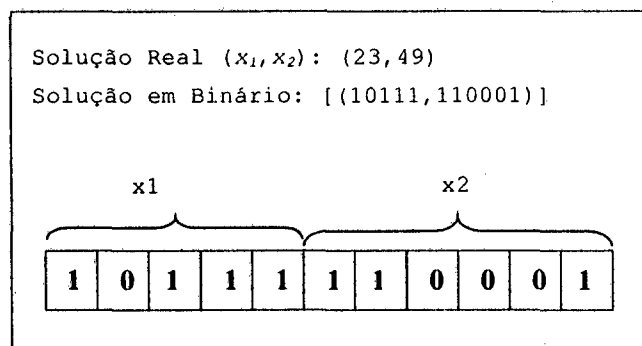 Solução Real (x₁,x₂): (23,49)
Solução em Binário: [(10111,110001)]
x1 x2
1 0 1 1 1 1 1 0 0 0 1